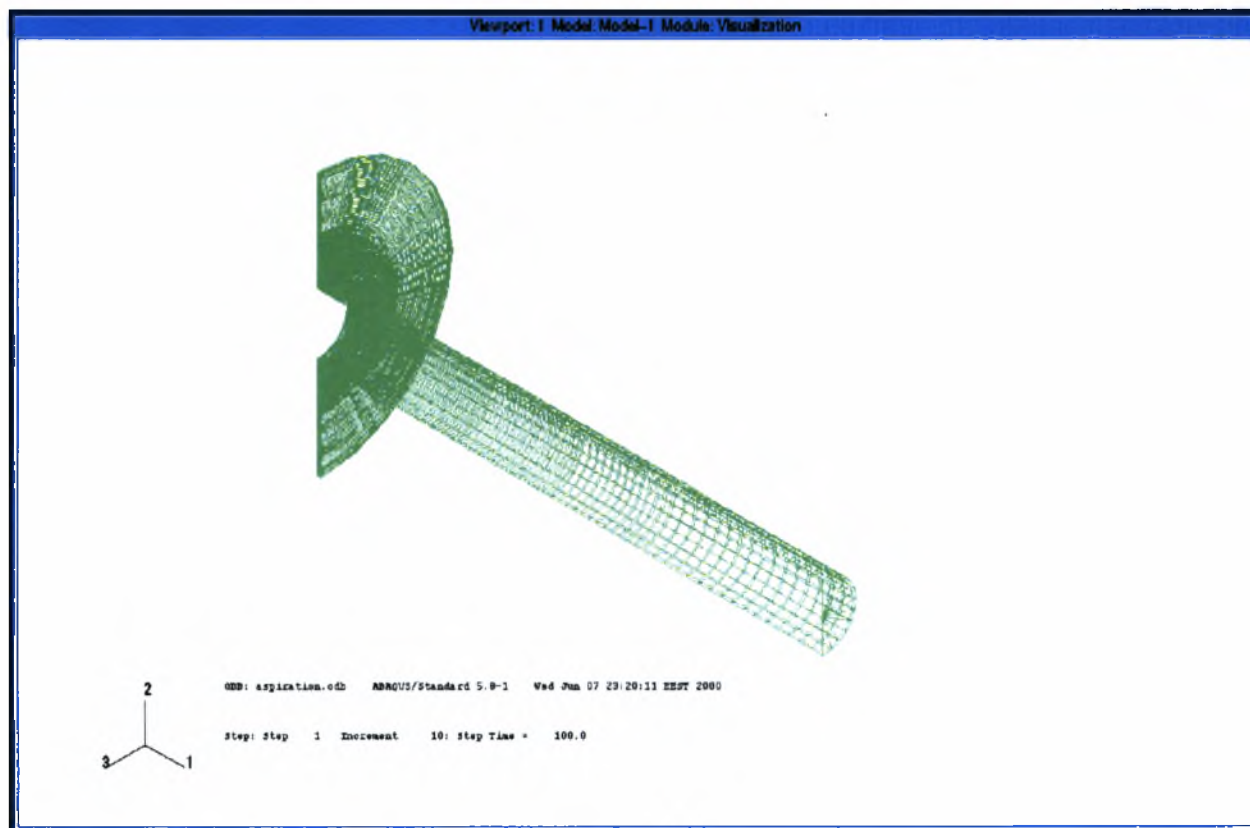 Viewport: 1 Model: Model-1 Module: Visualization
2
3
1
ODB: aspiration.odb ABAQUS/Standard 5.8-1 Wed Jun 07 23:20:11 EEST 2000
Step: Step 1 Increment 10: Step Time = 100.0